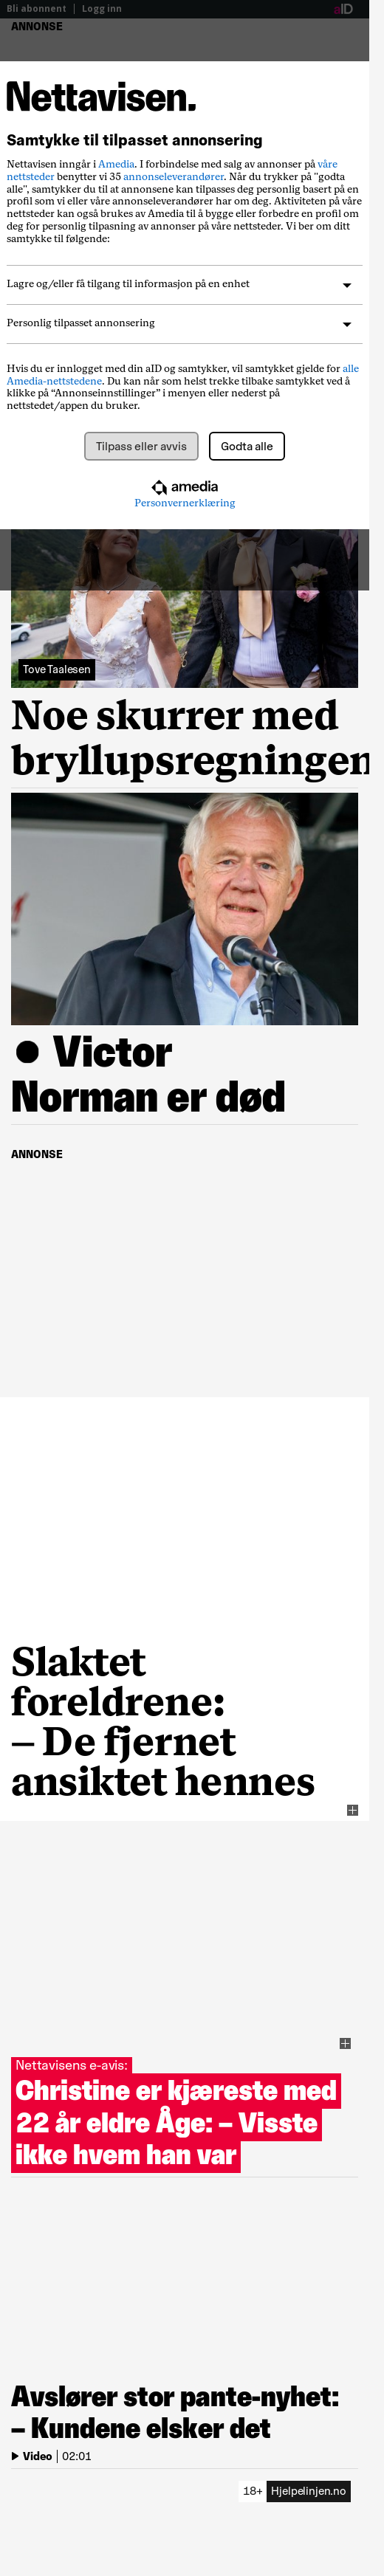 Bli abonnent | Logg inn
aID
ANNONSE
Nettavisen.
Samtykke til tilpasset annonsering
Nettavisen inngår i Amedia. I forbindelse med salg av annonser på våre
nettsteder benytter vi 35 annonseleverandører. Når du trykker på "godta
alle", samtykker du til at annonsene kan tilpasses deg personlig basert på en
profil som vi eller våre annonseleverandører har om deg. Aktiviteten på våre
nettsteder kan også brukes av Amedia til å bygge eller forbedre en profil om
deg for personlig tilpasning av annonser på våre nettsteder. Vi ber om ditt
samtykke til følgende:
Lagre og/eller få tilgang til informasjon på en enhet
Personlig tilpasset annonsering
Hvis du er innlogget med din aID og samtykker, vil samtykket gjelde for alle
Amedia-nettstedene. Du kan når som helst trekke tilbake samtykket ved å
klikke på “Annonseinnstillinger” i menyen eller nederst på
nettstedet/appen du bruker.
Tilpass eller avvis
Godta alle
amedia
Personvernerklæring
Tove Taalesen
Noe skurrer med
bryllupsregningen
● Victor
Norman er død
ANNONSE
Slaktet
foreldrene:
– De fjernet
ansiktet hennes
Nettavisens e-avis:
Christine er kjæreste med
22 år eldre Åge: – Visste
ikke hvem han var
Avslører stor pante-nyhet:
– Kundene elsker det
Video | 02:01
18+ Hjelpelinjen.no